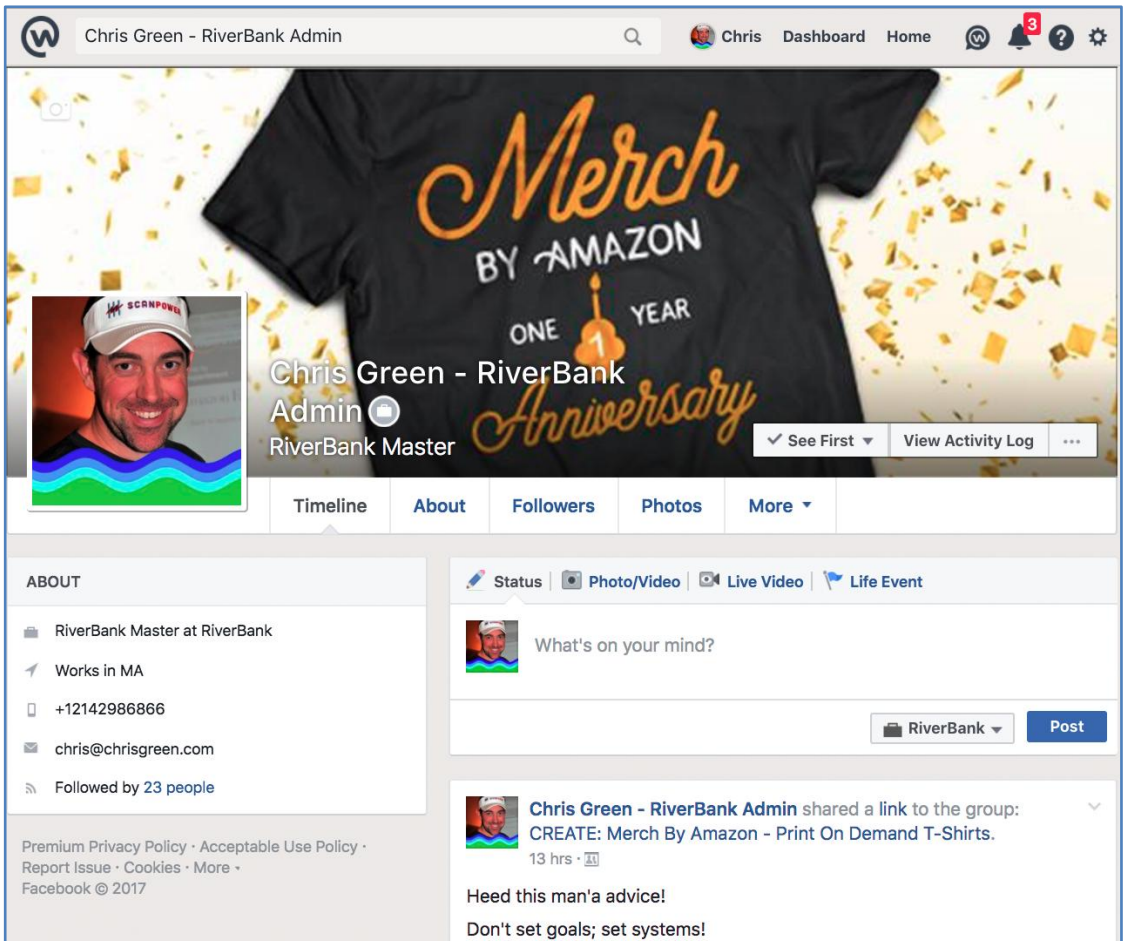 Chris Green - RiverBank Admin
Chris Dashboard Home
3
Merch
BY AMAZON
ONE 1 YEAR
Anniversary
SCANPOWER
Chris Green - RiverBank
Admin
RiverBank Master
See First
View Activity Log
...
Timeline About Followers Photos More
ABOUT
RiverBank Master at RiverBank
Works in MA
+12142986866
chris@chrisgreen.com
Followed by 23 people
Premium Privacy Policy · Acceptable Use Policy ·
Report Issue · Cookies · More
Facebook © 2017
Status Photo/Video Live Video Life Event
What's on your mind?
RiverBank Post
Chris Green - RiverBank Admin shared a link to the group:
CREATE: Merch By Amazon - Print On Demand T-Shirts.
13 hrs ·
Heed this man'a advice!
Don't set goals; set systems!